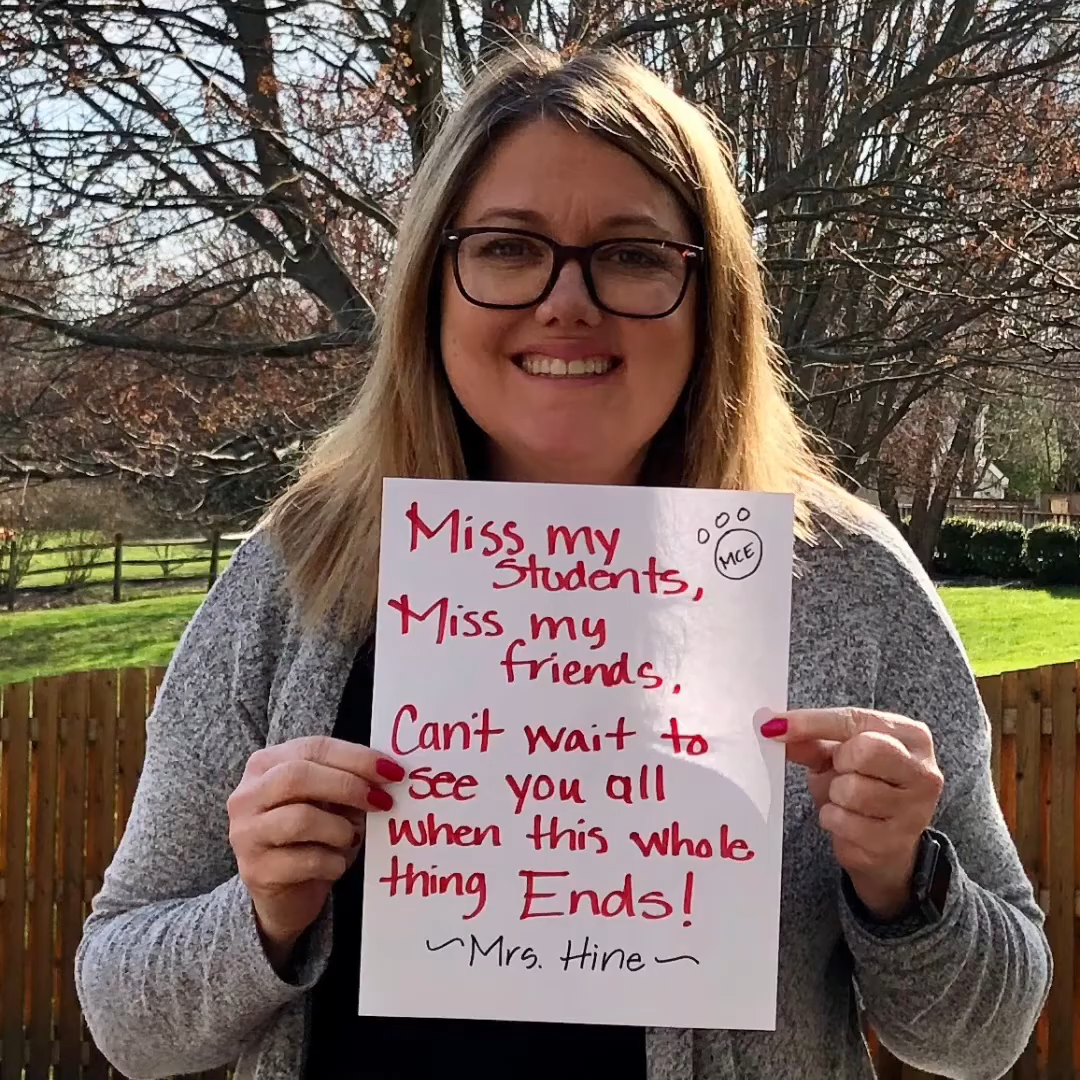 Miss my
students,
MCE
Miss my
friends,
Can't wait to
see you all
when this whole
thing Ends!
~Mrs. Hine~